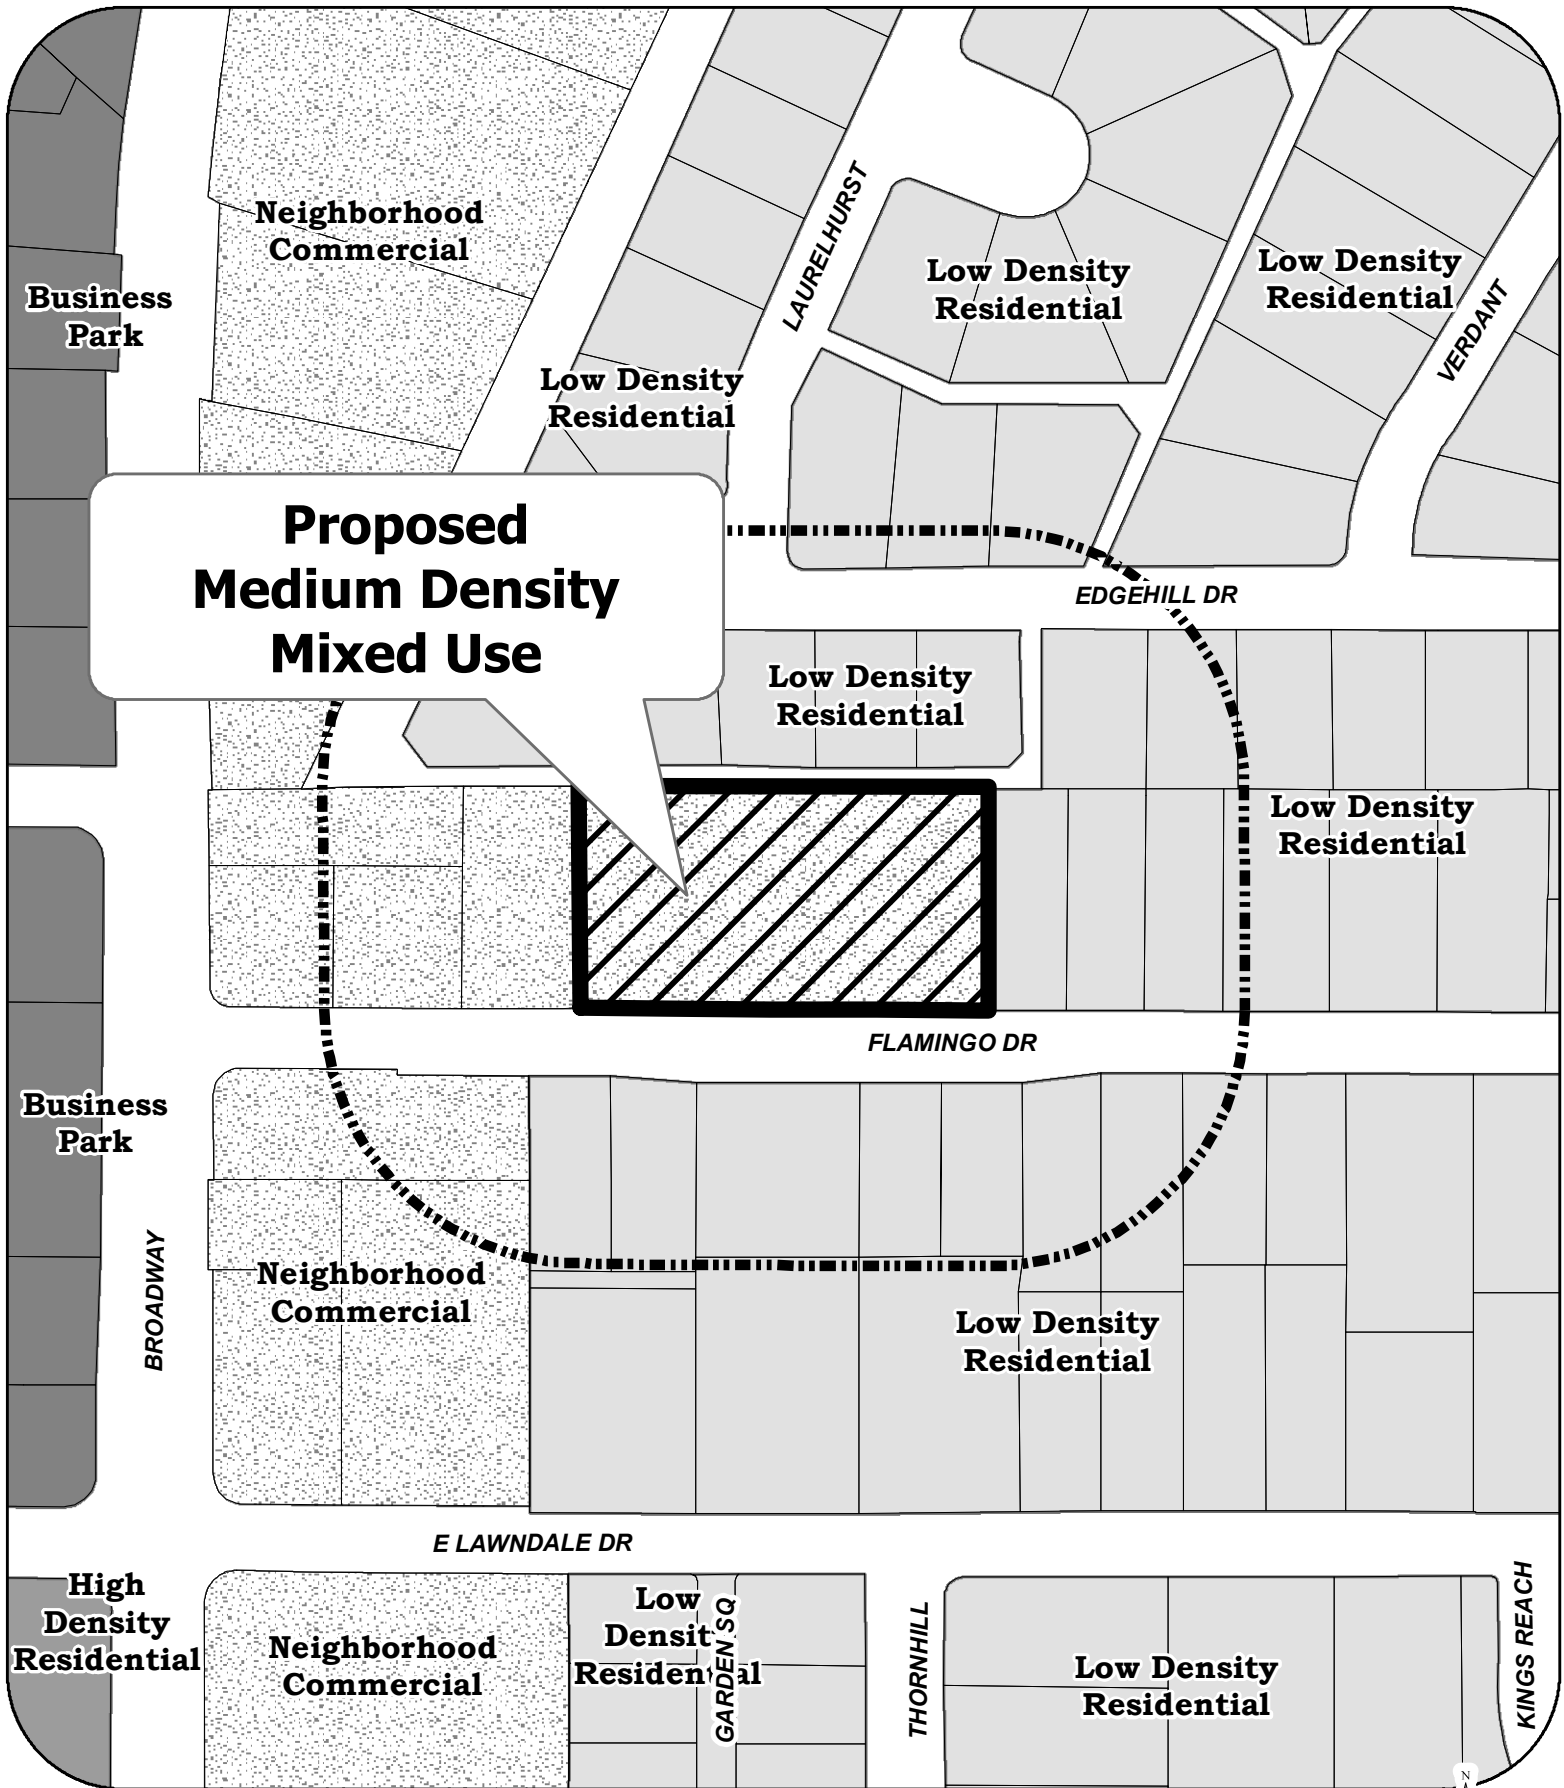 Neighborhood
Commercial
Business
Park
LAURELHURST
Low Density
Residential
Low Density
Residential
VERDANT
Low Density
Residential
Proposed
Medium Density
Mixed Use
EDGEHILL DR
Low Density
Residential
Low Density
Residential
FLAMINGO DR
Business
Park
BROADWAY
Neighborhood
Commercial
Low Density
Residential
E LAWNDALE DR
High
Density
Residential
Neighborhood
Commercial
Low
Density
Residential
GARDEN SQ
THORNHILL
Low Density
Residential
KINGS REACH
N